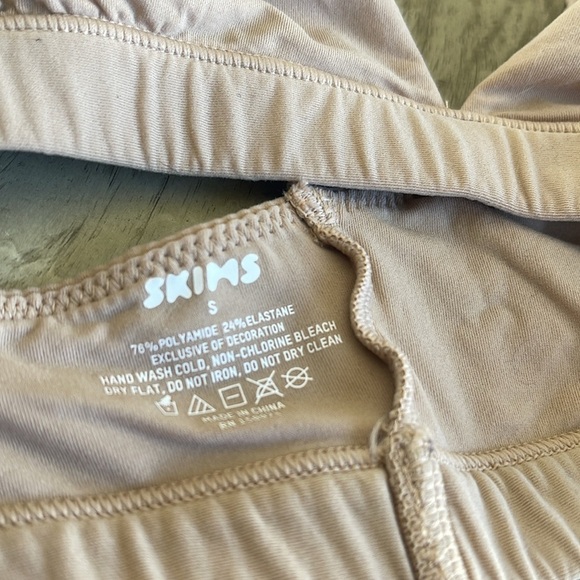 SKIMS
S
76% POLYAMIDE 24% ELASTANE
EXCLUSIVE OF DECORATION
HAND WASH COLD, NON-CHLORINE BLEACH
DRY FLAT, DO NOT IRON, DO NOT DRY CLEAN
MADE IN CHINA
RN